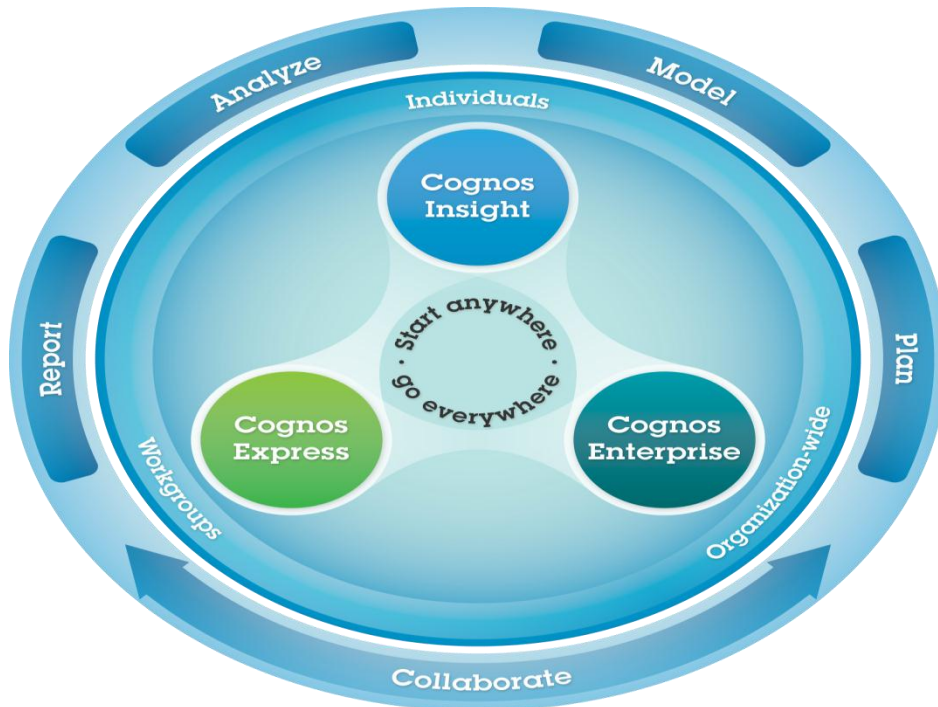 Analyze
Model
Individuals
Cognos
Insight
· Start anywhere ·
go everywhere
Report
Plan
Cognos
Express
Cognos
Enterprise
Workgroups
Organization-wide
Collaborate